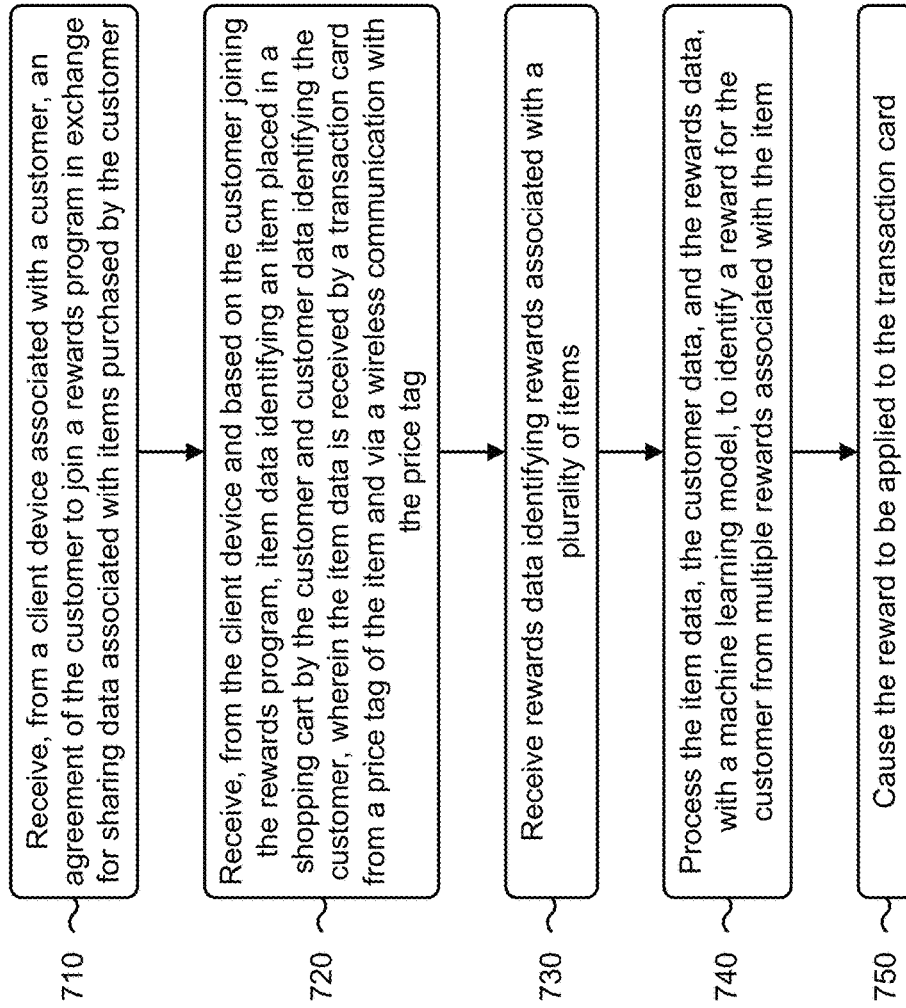 710
Receive, from a client device associated with a customer, an
agreement of the customer to join a rewards program in exchange
for sharing data associated with items purchased by the customer
720
Receive, from the client device and based on the customer joining
the rewards program, item data identifying an item placed in a
shopping cart by the customer and customer data identifying the
customer, wherein the item data is received by a transaction card
from a price tag of the item and via a wireless communication with
the price tag
730
Receive rewards data identifying rewards associated with a
plurality of items
740
Process the item data, the customer data, and the rewards data,
with a machine learning model, to identify a reward for the
customer from multiple rewards associated with the item
750
Cause the reward to be applied to the transaction card